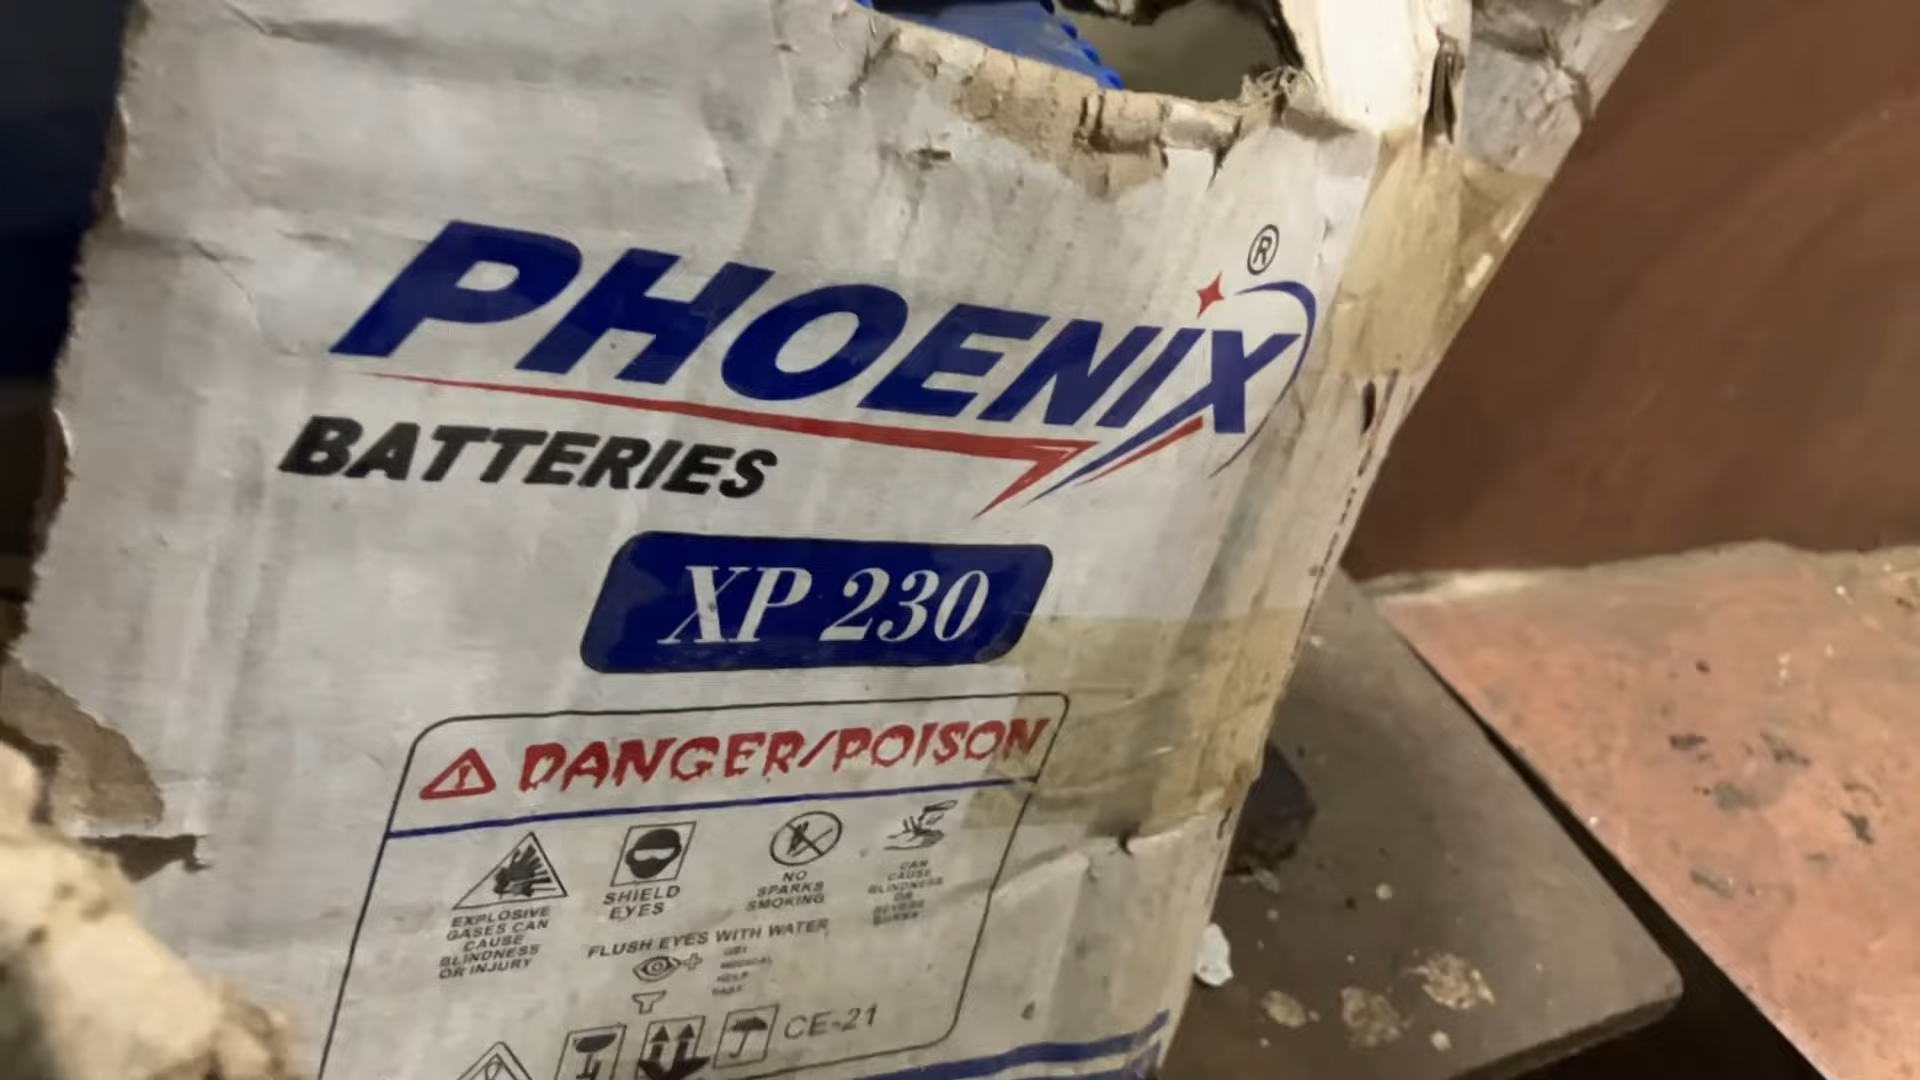 PHOENIX ®
BATTERIES
XP 230
DANGER/POISON
EXPLOSIVE
GASES CAN
CAUSE
BLINDNESS
OR INJURY
SHIELD
EYES
NO
SPARKS
SMOKING
CAN
CAUSE
BLINDNESS
OR
SEVERE
BURNS
FLUSH EYES WITH WATER
GET
MEDICAL
HELP
FAST
CE-21